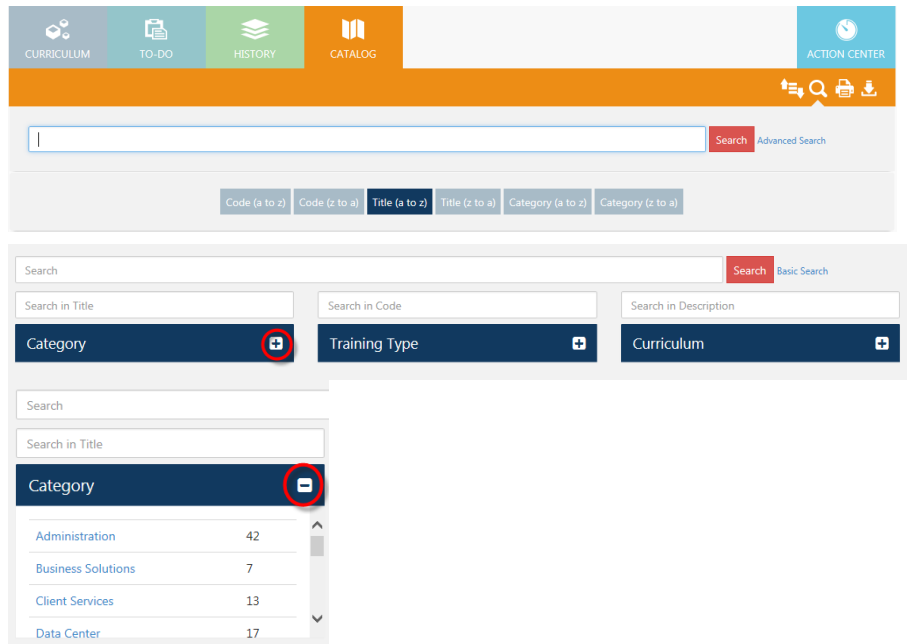 CURRICULUM TO-DO HISTORY CATALOG ACTION CENTER
Search Advanced Search
Code (a to z) Code (z to a) Title (a to z) Title (z to a) Category (a to z) Category (z to a)
Search Search Basic Search
Search in Title Search in Code Search in Description
Category Training Type Curriculum
Search
Search in Title
Category
Administration 42
Business Solutions 7
Client Services 13
Data Center 17